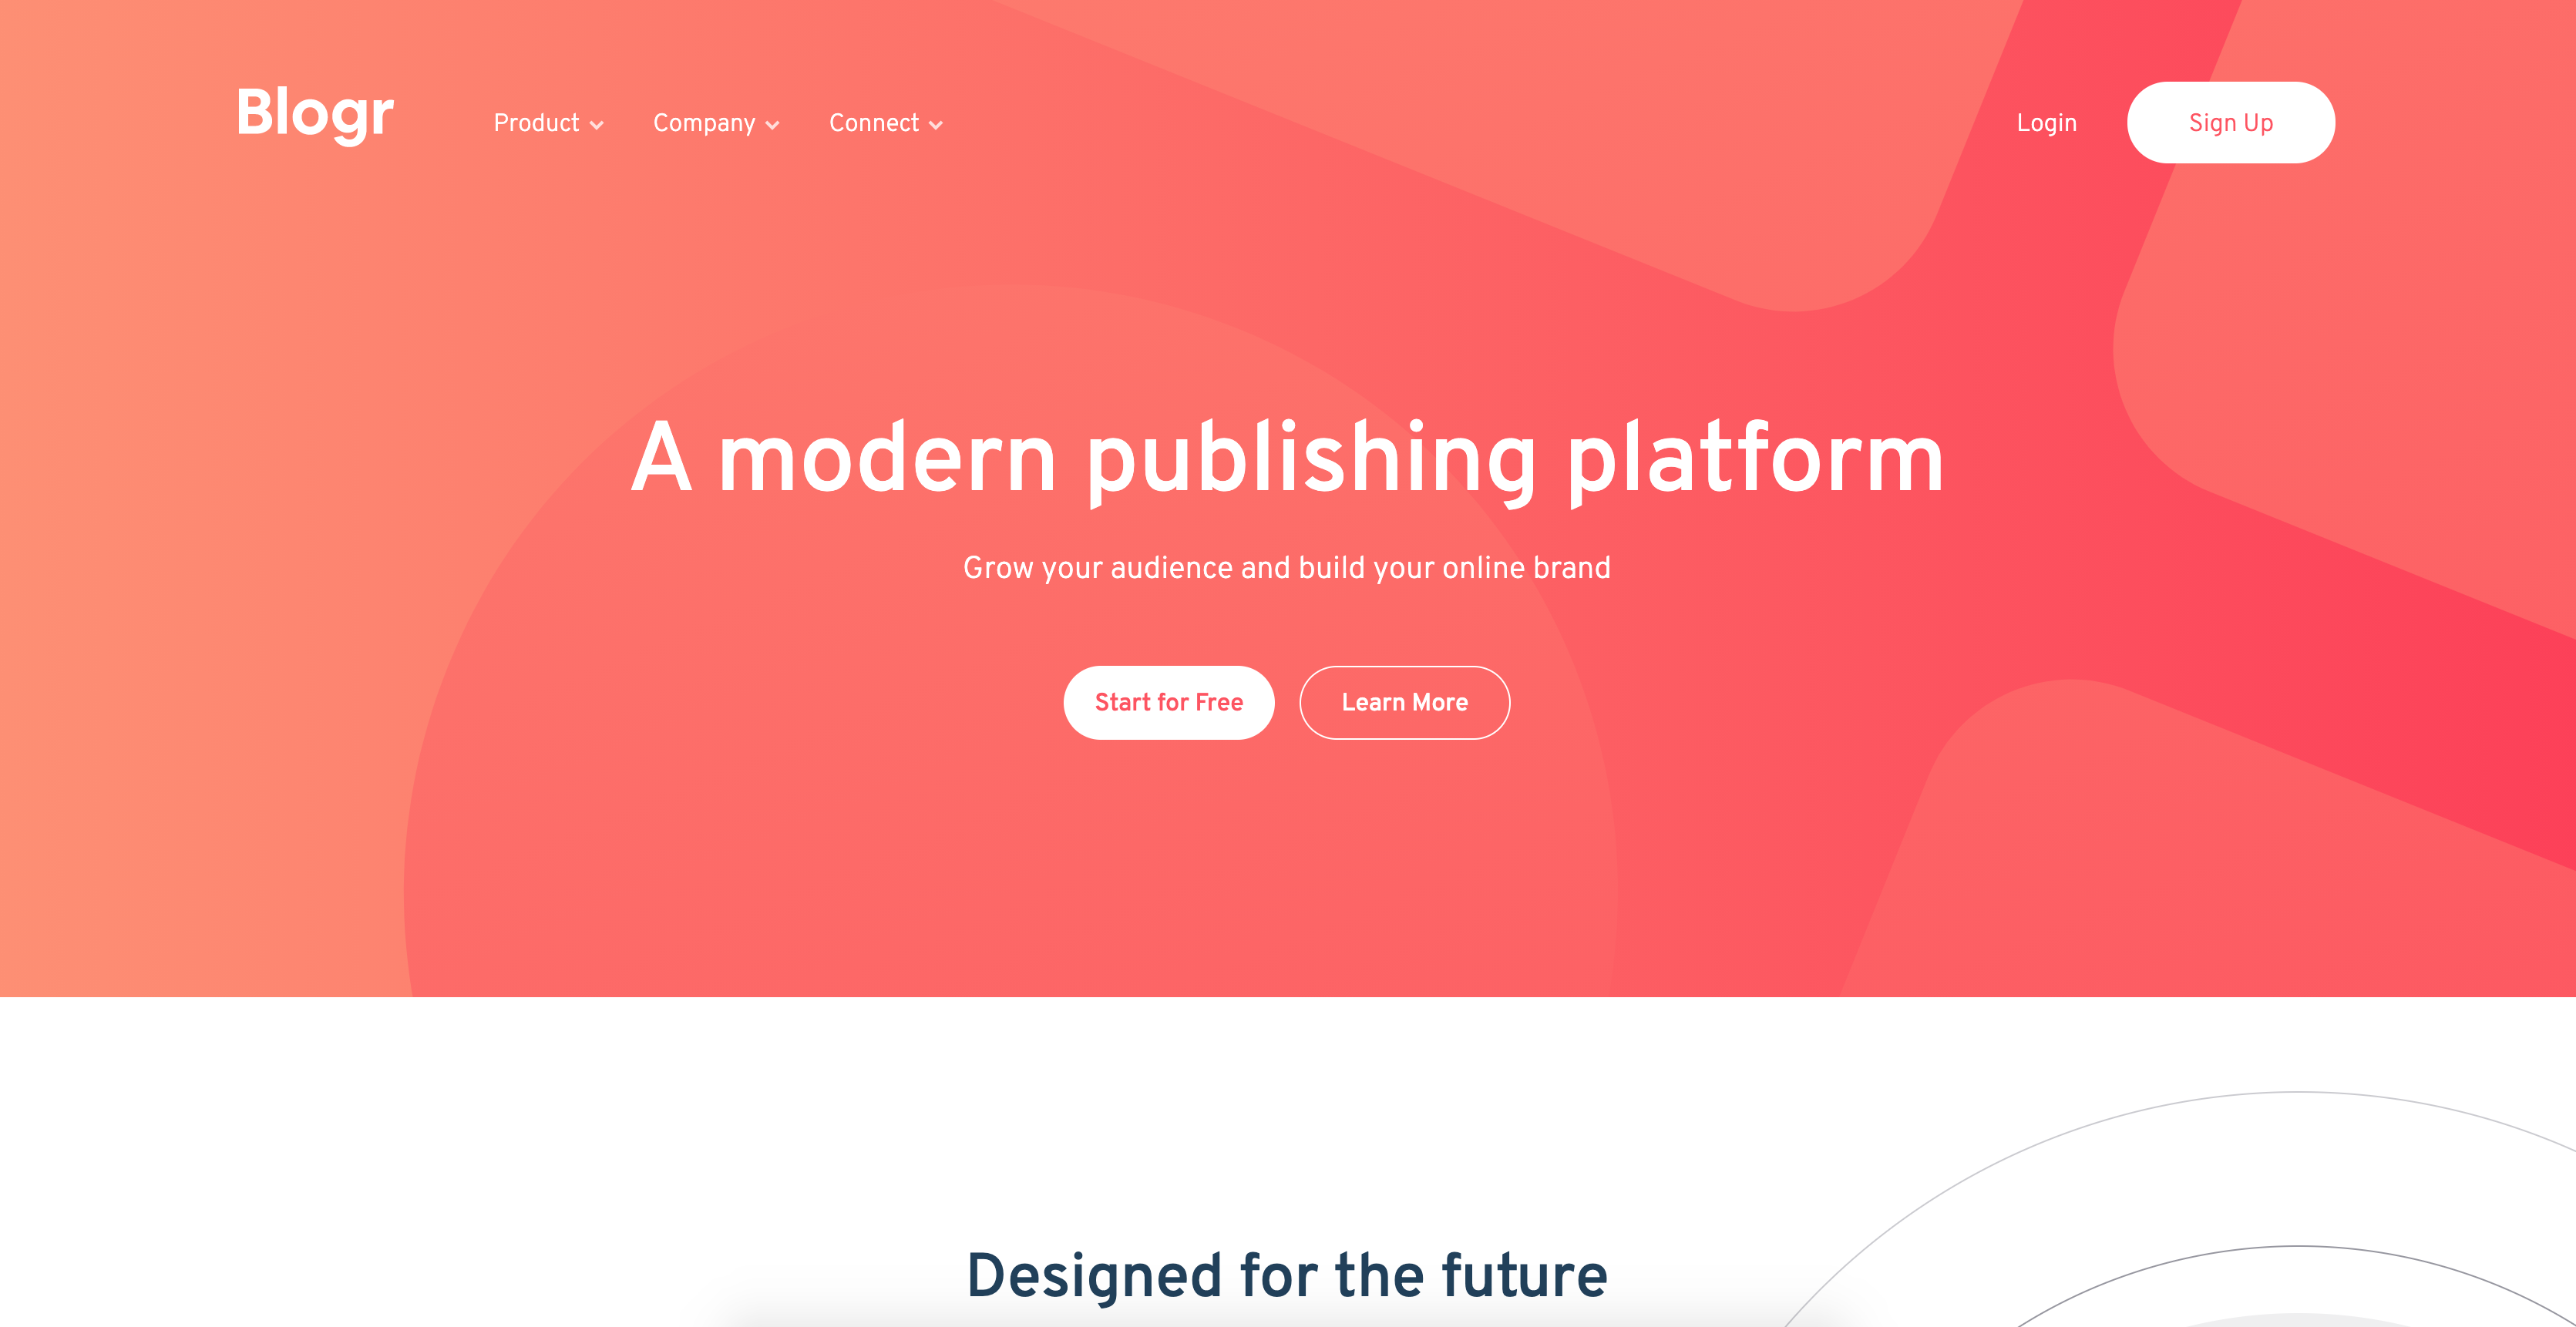 Blogr Product Company Connect Login Sign Up
A modern publishing platform
Grow your audience and build your online brand
Start for Free Learn More
Designed for the future